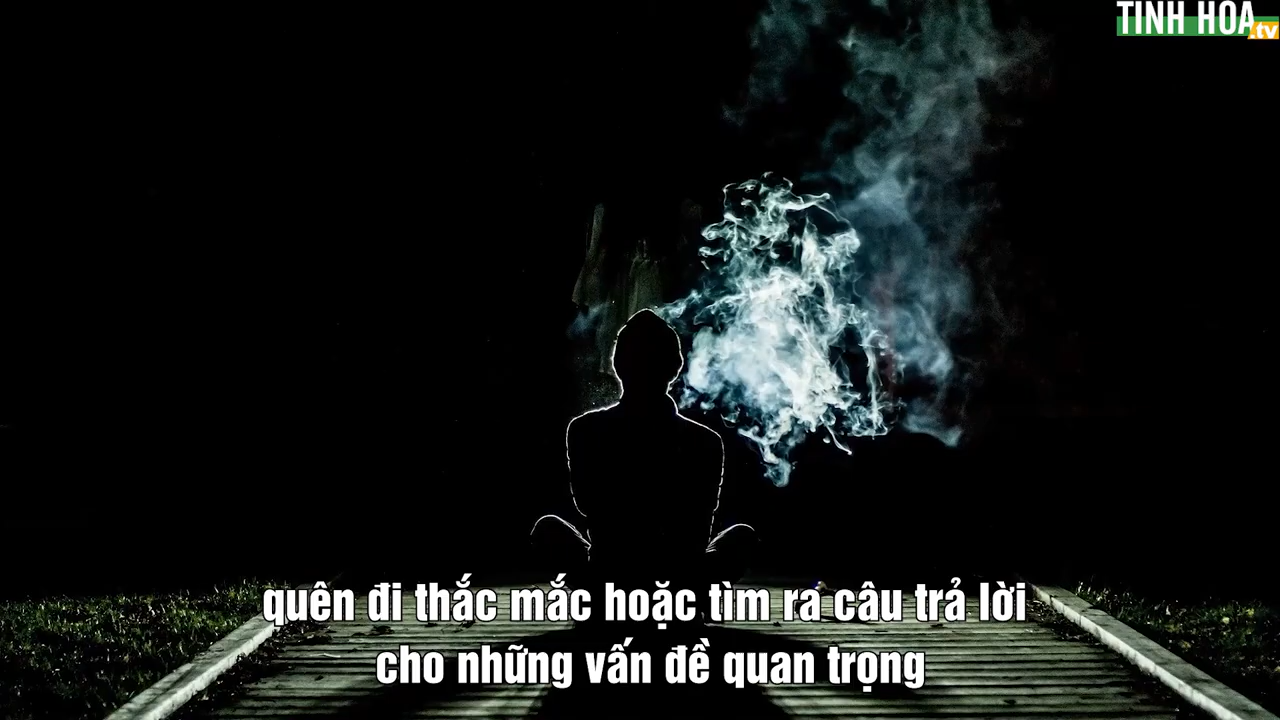 TINH HOA
.tv
quên đi thắc mắc hoặc tìm ra câu trả lời
cho những vấn đề quan trọng